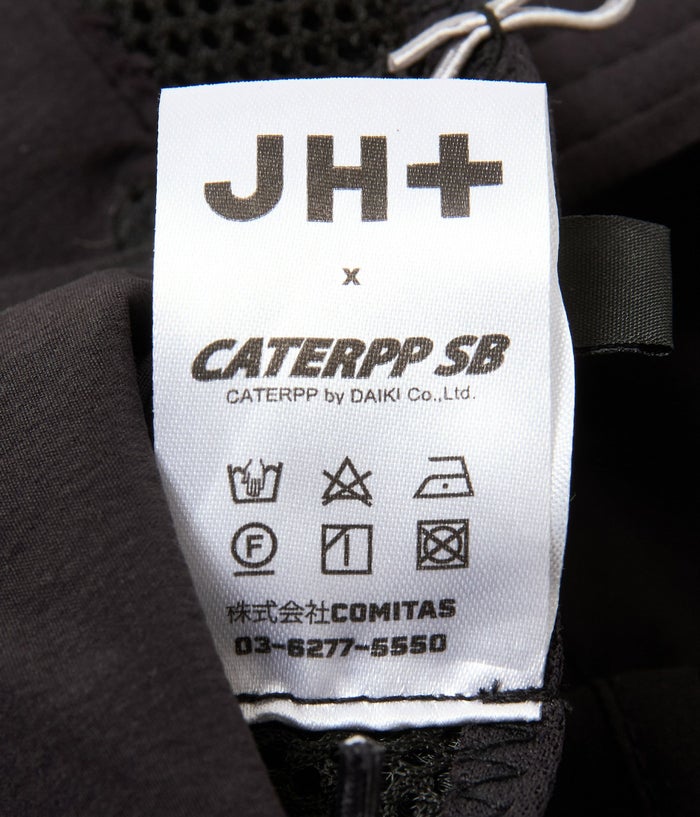 JH+
x
CATERPP SB
CATERPP by DAIKI Co.,Ltd.
F
株式会社COMITAS
03-6277-5550